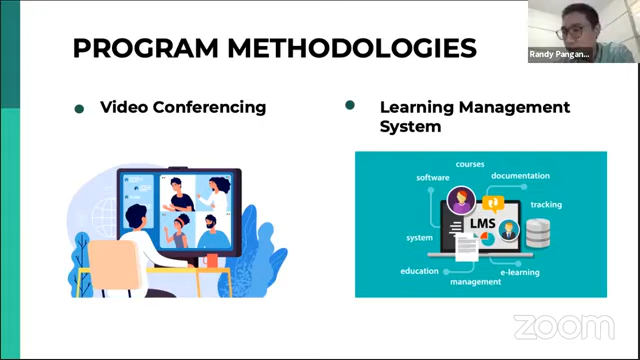 PROGRAM METHODOLOGIES
Randy Pangan...
Video Conferencing
Learning Management
System
courses
software
documentation
tracking
LMS
system
education
e-learning
management
zoom